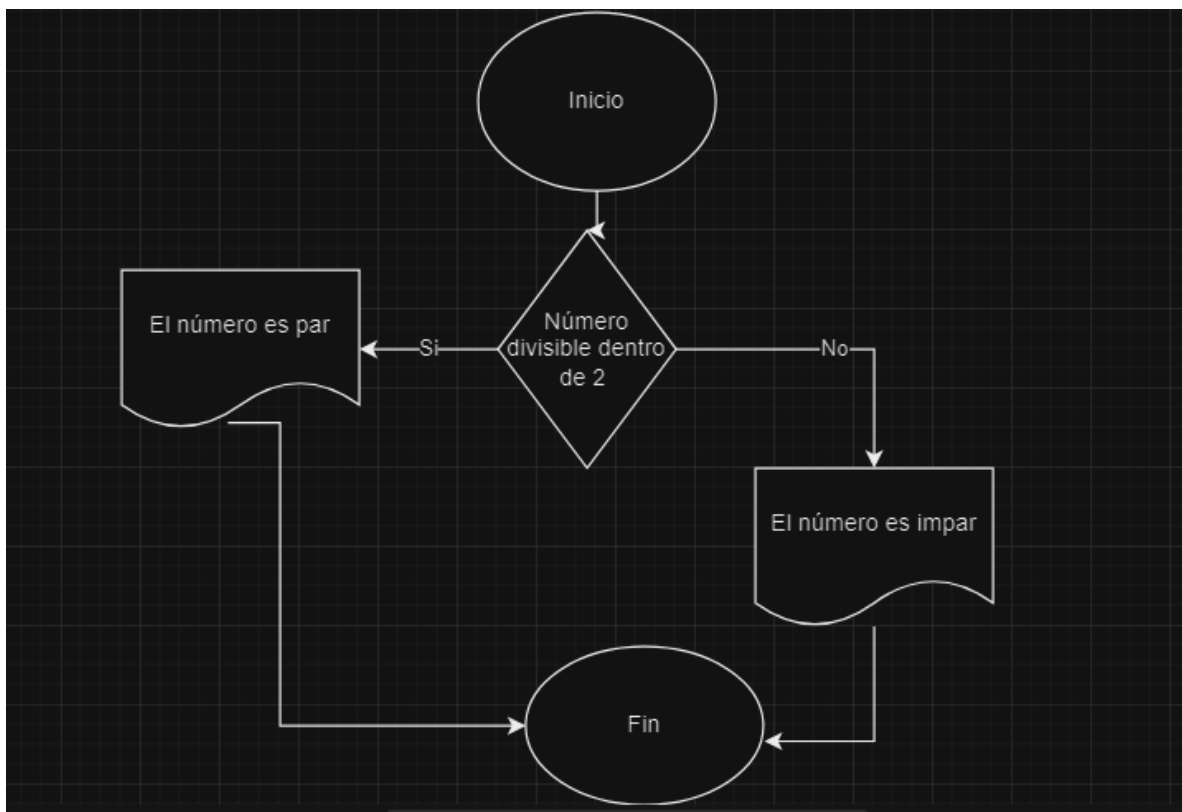 Inicio
El número es par
Si
Número
divisible dentro
de 2
No
El número es impar
Fin